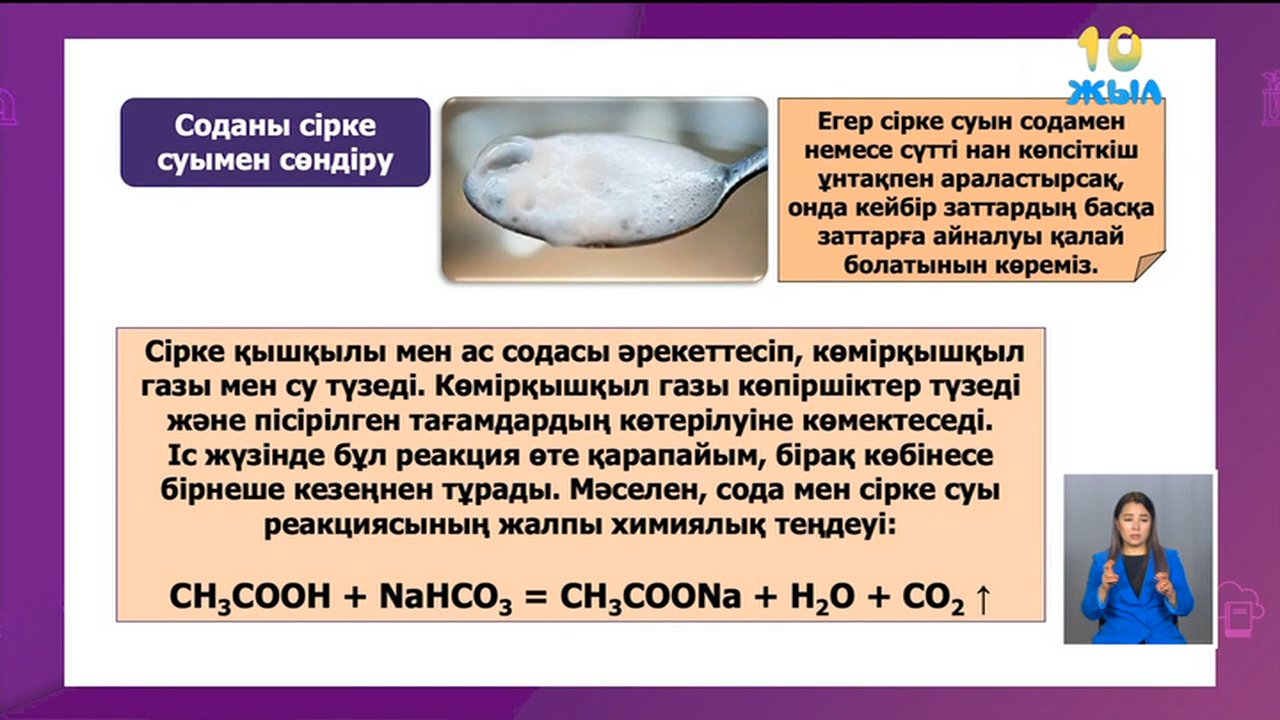 10
ЖЫЛ
Соданы сірке
суымен сөндіру
Егер сірке суын содамен
немесе сүтті нан көпсіткіш
ұнтақпен араластырсақ,
онда кейбір заттардың басқа
заттарға айналуы қалай
болатынын көреміз.
Сірке қышқылы мен ас содасы әрекеттесіп, көмірқышқыл
газы мен су түзеді. Көмірқышқыл газы көпіршіктер түзеді
және пісірілген тағамдардың көтерілуіне көмектеседі.
Іс жүзінде бұл реакция өте қарапайым, бірақ көбінесе
бірнеше кезеңнен тұрады. Мәселен, сода мен сірке суы
реакциясының жалпы химиялық теңдеуі:
CH₃COOH + NaHCO₃ = CH₃COONa + H₂O + CO₂ ↑